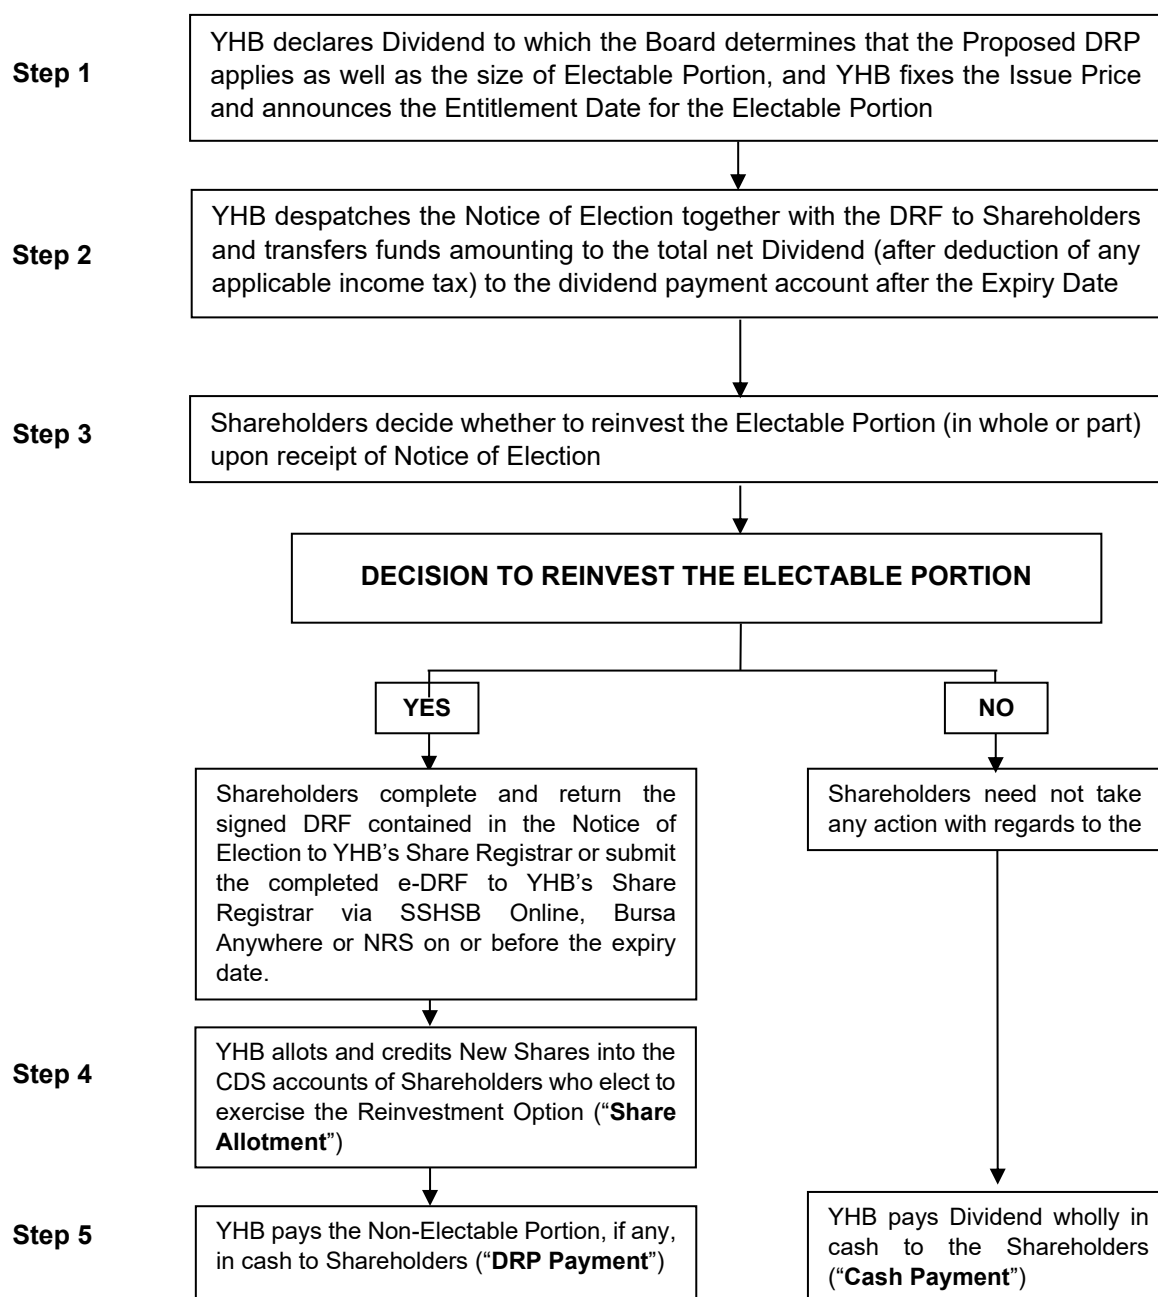 Step 1
YHB declares Dividend to which the Board determines that the Proposed DRP
applies as well as the size of Electable Portion, and YHB fixes the Issue Price
and announces the Entitlement Date for the Electable Portion
Step 2
YHB despatches the Notice of Election together with the DRF to Shareholders
and transfers funds amounting to the total net Dividend (after deduction of any
applicable income tax) to the dividend payment account after the Expiry Date
Step 3
Shareholders decide whether to reinvest the Electable Portion (in whole or part)
upon receipt of Notice of Election
DECISION TO REINVEST THE ELECTABLE PORTION
YES
NO
Shareholders complete and return the
signed DRF contained in the Notice of
Election to YHB's Share Registrar or submit
the completed e-DRF to YHB's Share
Registrar via SSHSB Online, Bursa
Anywhere or NRS on or before the expiry
date.
Shareholders need not take
any action with regards to the
Step 4
YHB allots and credits New Shares into the
CDS accounts of Shareholders who elect to
exercise the Reinvestment Option (“Share
Allotment”)
Step 5
YHB pays the Non-Electable Portion, if any,
in cash to Shareholders (“DRP Payment”)
YHB pays Dividend wholly in
cash to the Shareholders
(“Cash Payment”)